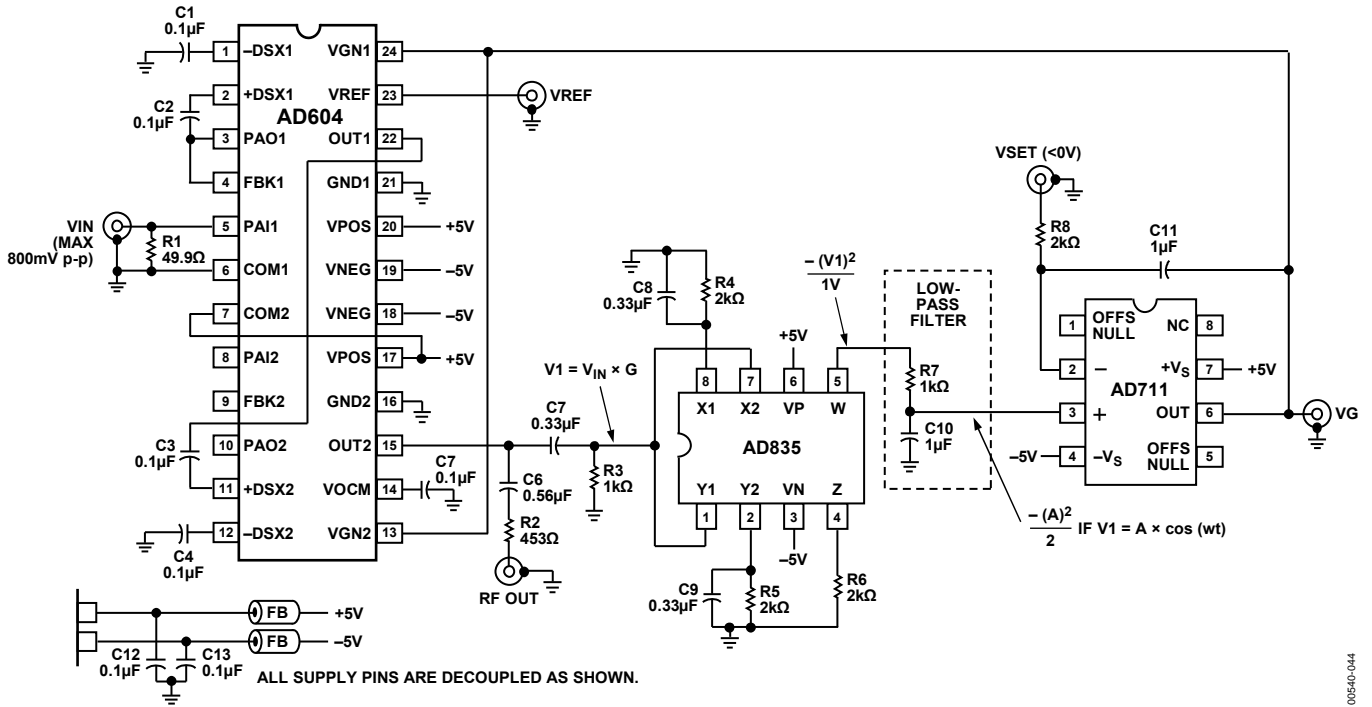 C1
0.1µF
1
–DSX1
VGN1
24
2
+DSX1
VREF
23
VREF
C2
0.1µF
AD604
3
PAO1
OUT1
22
4
FBK1
GND1
21
VIN
(MAX
800mV p-p)
R1
49.9Ω
5
PAI1
VPOS
20
+5V
6
COM1
VNEG
19
–5V
7
COM2
VNEG
18
–5V
8
PAI2
VPOS
17
+5V
9
FBK2
GND2
16
C3
0.1µF
10
PAO2
OUT2
15
11
+DSX2
VOCM
14
C7
0.1µF
12
–DSX2
VGN2
13
C4
0.1µF
C6
0.56µF
R2
453Ω
RF OUT
C7
0.33µF
V1 = VIN × G
R3
1kΩ
C8
0.33µF
R4
2kΩ
+5V
8
7
6
5
X1
X2
VP
W
AD835
Y1
Y2
VN
Z
1
2
3
4
–5V
C9
0.33µF
R5
2kΩ
R6
2kΩ
– (V1)²
1V
LOW-
PASS
FILTER
R7
1kΩ
C10
1µF
– (A)²
2
IF V1 = A × cos (wt)
VSET (<0V)
R8
2kΩ
C11
1µF
1
OFFS
NULL
NC
8
2
–
+VS
7
+5V
AD711
3
+
OUT
6
VG
–5V
4
–VS
OFFS
NULL
5
FB
+5V
FB
–5V
C12
0.1µF
C13
0.1µF
ALL SUPPLY PINS ARE DECOUPLED AS SHOWN.
00540-044